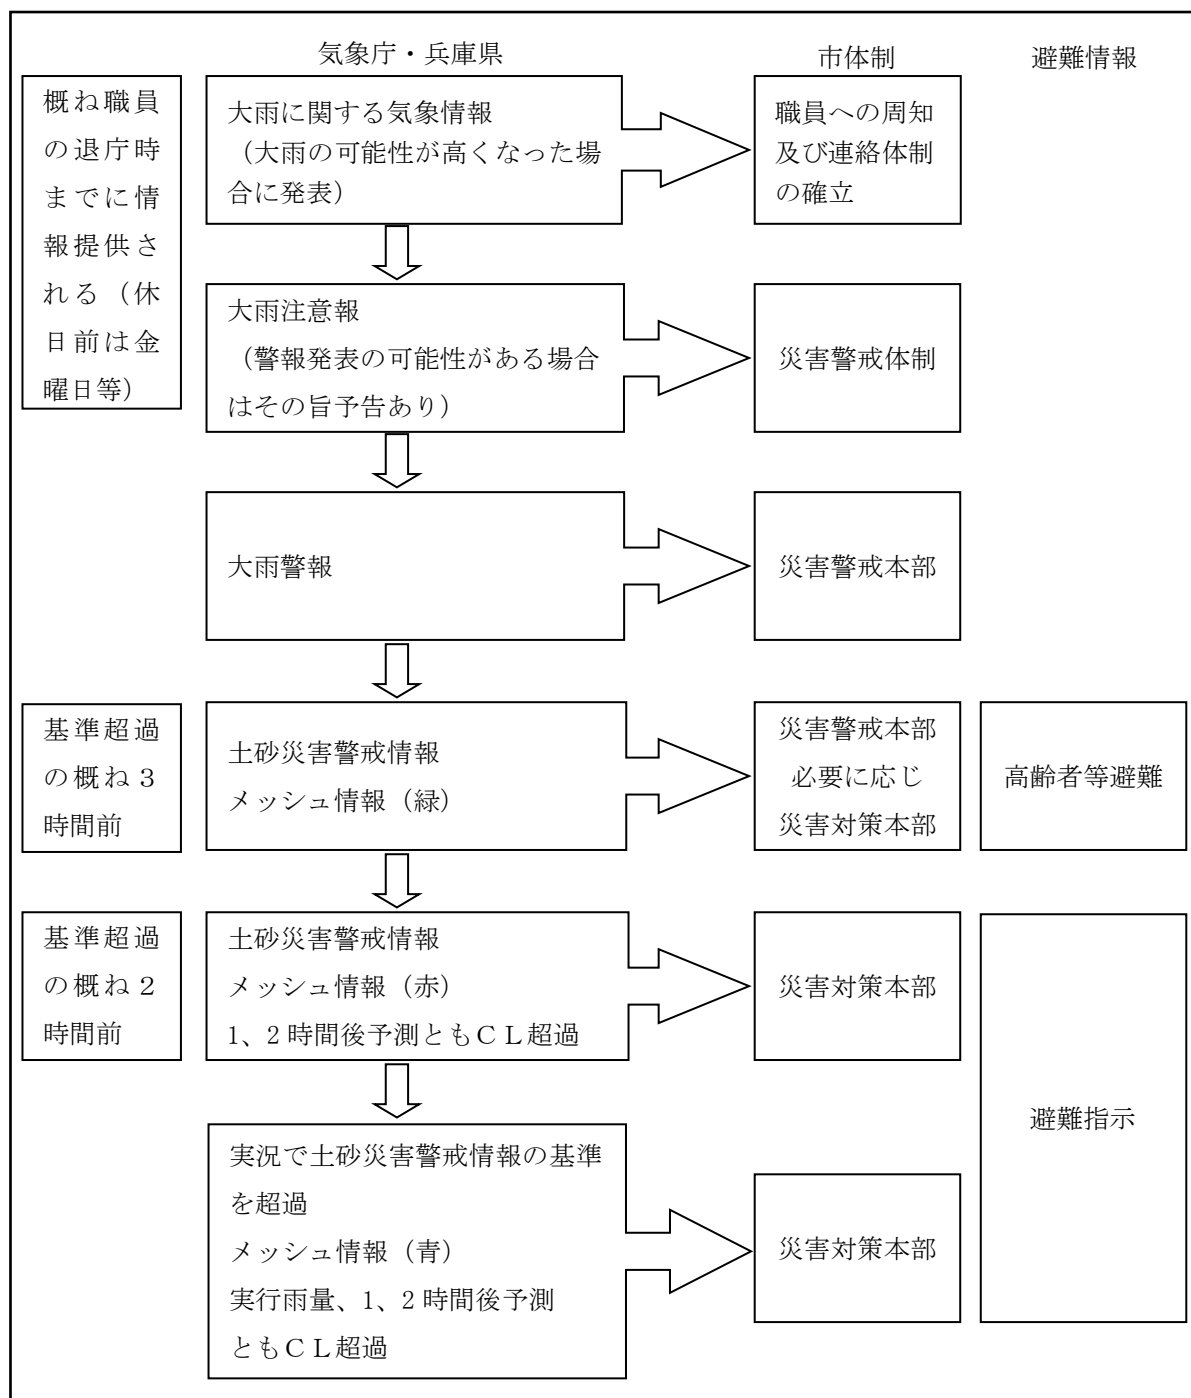 気象庁・兵庫県
市体制
避難情報
概ね職員
の退庁時
までに情
報提供さ
れる（休
日前は金
曜日等）
大雨に関する気象情報
（大雨の可能性が高くなった場
合に発表）
職員への周知
及び連絡体制
の確立
大雨注意報
（警報発表の可能性がある場合
はその旨予告あり）
災害警戒体制
大雨警報
災害警戒本部
基準超過
の概ね３
時間前
土砂災害警戒情報
メッシュ情報（緑）
災害警戒本部
必要に応じ
災害対策本部
高齢者等避難
基準超過
の概ね２
時間前
土砂災害警戒情報
メッシュ情報（赤）
1、2 時間後予測ともＣＬ超過
災害対策本部
避難指示
実況で土砂災害警戒情報の基準
を超過
メッシュ情報（青）
実行雨量、1、2 時間後予測
ともＣＬ超過
災害対策本部